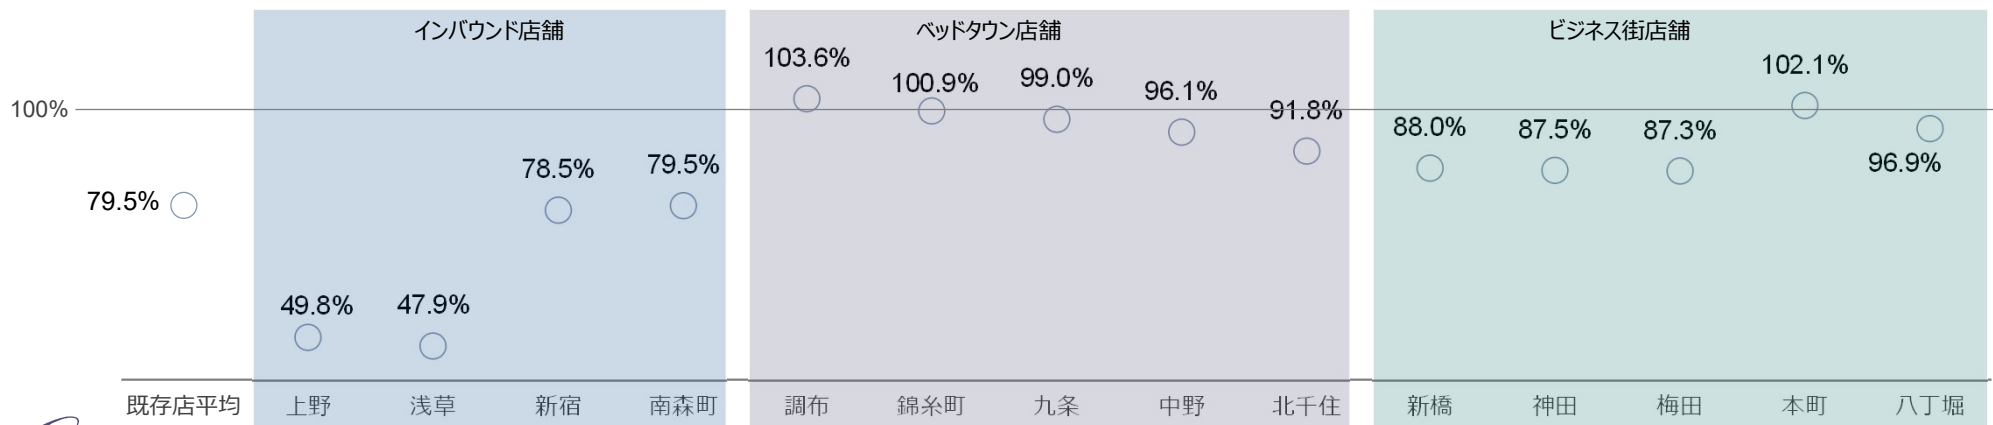 インバウンド店舗
ベッドタウン店舗
ビジネス街店舗
100%
79.5%
49.8%
47.9%
78.5%
79.5%
103.6%
100.9%
99.0%
96.1%
91.8%
88.0%
87.5%
87.3%
102.1%
96.9%
既存店平均
上野
浅草
新宿
南森町
調布
錦糸町
九条
中野
北千住
新橋
神田
梅田
本町
八丁堀